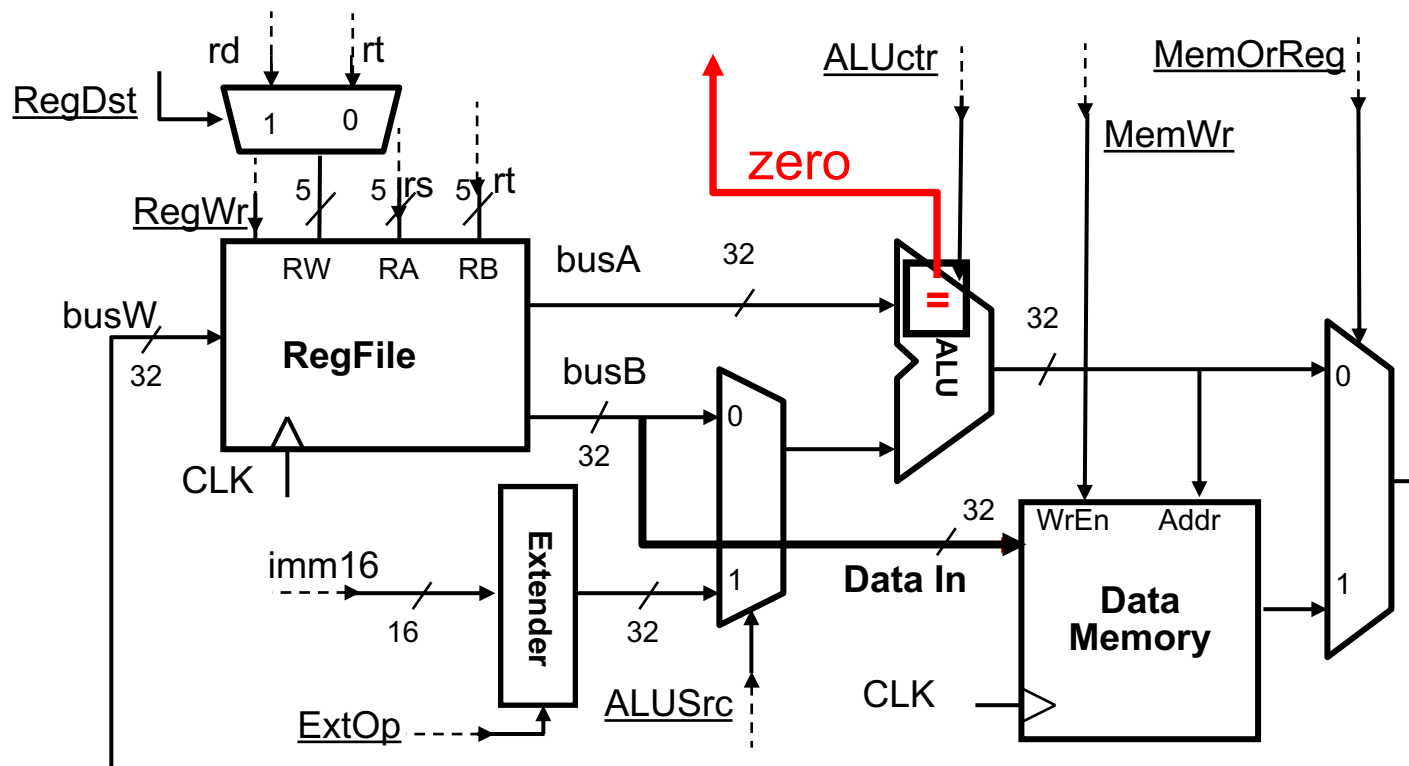 rd
rt
ALUctr
MemOrReg
RegDst
1
0
MemWr
zero
5
5
rs
5
rt
RegWr
RW
RA
RB
busA
32
=
32
busW
32
RegFile
ALU
busB
32
0
0
CLK
32
WrEn
Addr
Extender
imm16
16
32
1
Data In
1
Data
Memory
CLK
ALUSrc
ExtOp